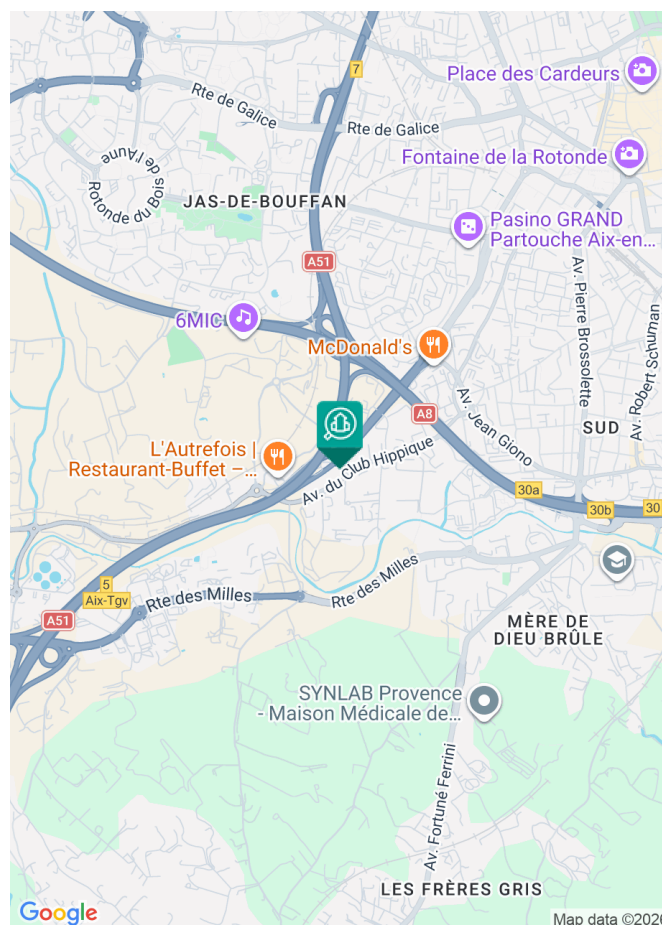 7
Place des Cardeurs
Rte de Galice
Rte de Galice
Fontaine de la Rotonde
Rotonde du Bois
de l'Aune
JAS-DE-BOUFFAN
Pasino GRAND
Partouche Aix-en...
A51
Av. Pierre Brossolette
Av. Robert Schuman
6MIC
McDonald's
A8
Av. Jean Giono
SUD
L'Autrefois |
Restaurant-Buffet –...
Av. du Club Hippique
30a
30b
30
5
Aix-Tgv
A51
Rte des Milles
Rte des Milles
MÈRE DE
DIEU BRÛLE
SYNLAB Provence
- Maison Médicale de...
Av. Fortuné Ferrini
LES FRÈRES GRIS
Google
Map data ©2026